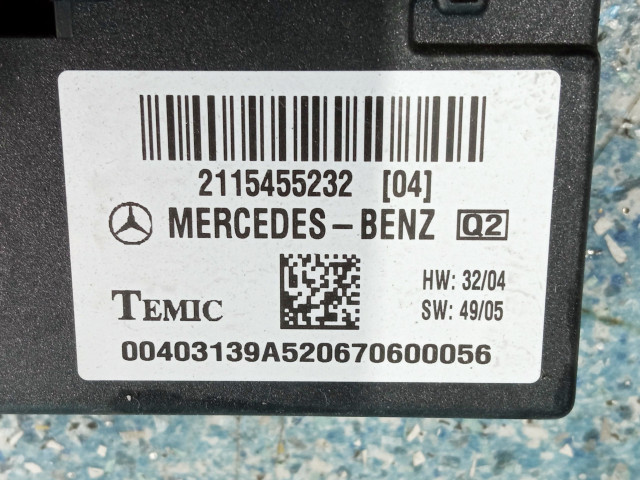 2115455232 [04]
MERCEDES-BENZ Q2
HW: 32/04
TEMIC
SW: 49/05
00403139A520670600056